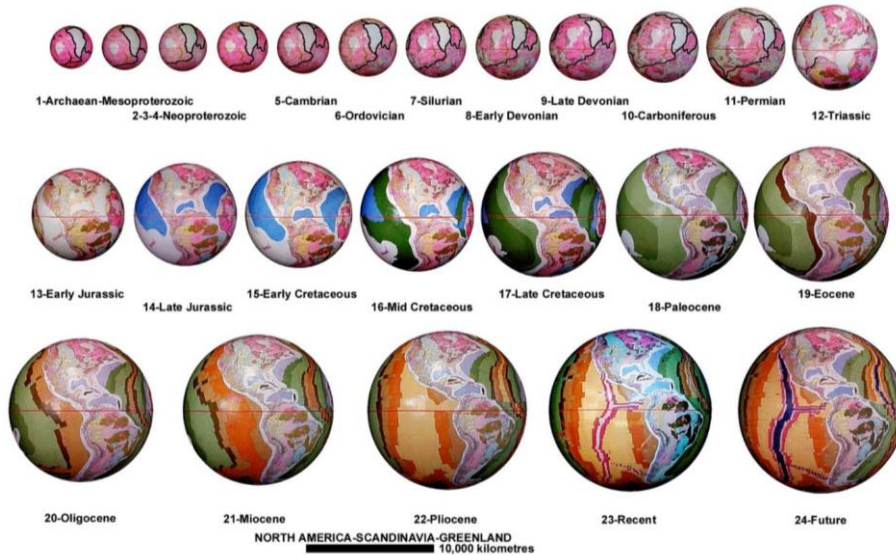 1-Archaean-Mesoproterozoic
2-3-4-Neoproterozoic
5-Cambrian
6-Ordovician
7-Silurian
8-Early Devonian
9-Late Devonian
10-Carboniferous
11-Permian
12-Triassic
13-Early Jurassic
14-Late Jurassic
15-Early Cretaceous
16-Mid Cretaceous
17-Late Cretaceous
18-Paleocene
19-Eocene
20-Oligocene
21-Miocene
22-Pliocene
23-Recent
24-Future
NORTH AMERICA-SCANDINAVIA-GREENLAND
10,000 kilometres